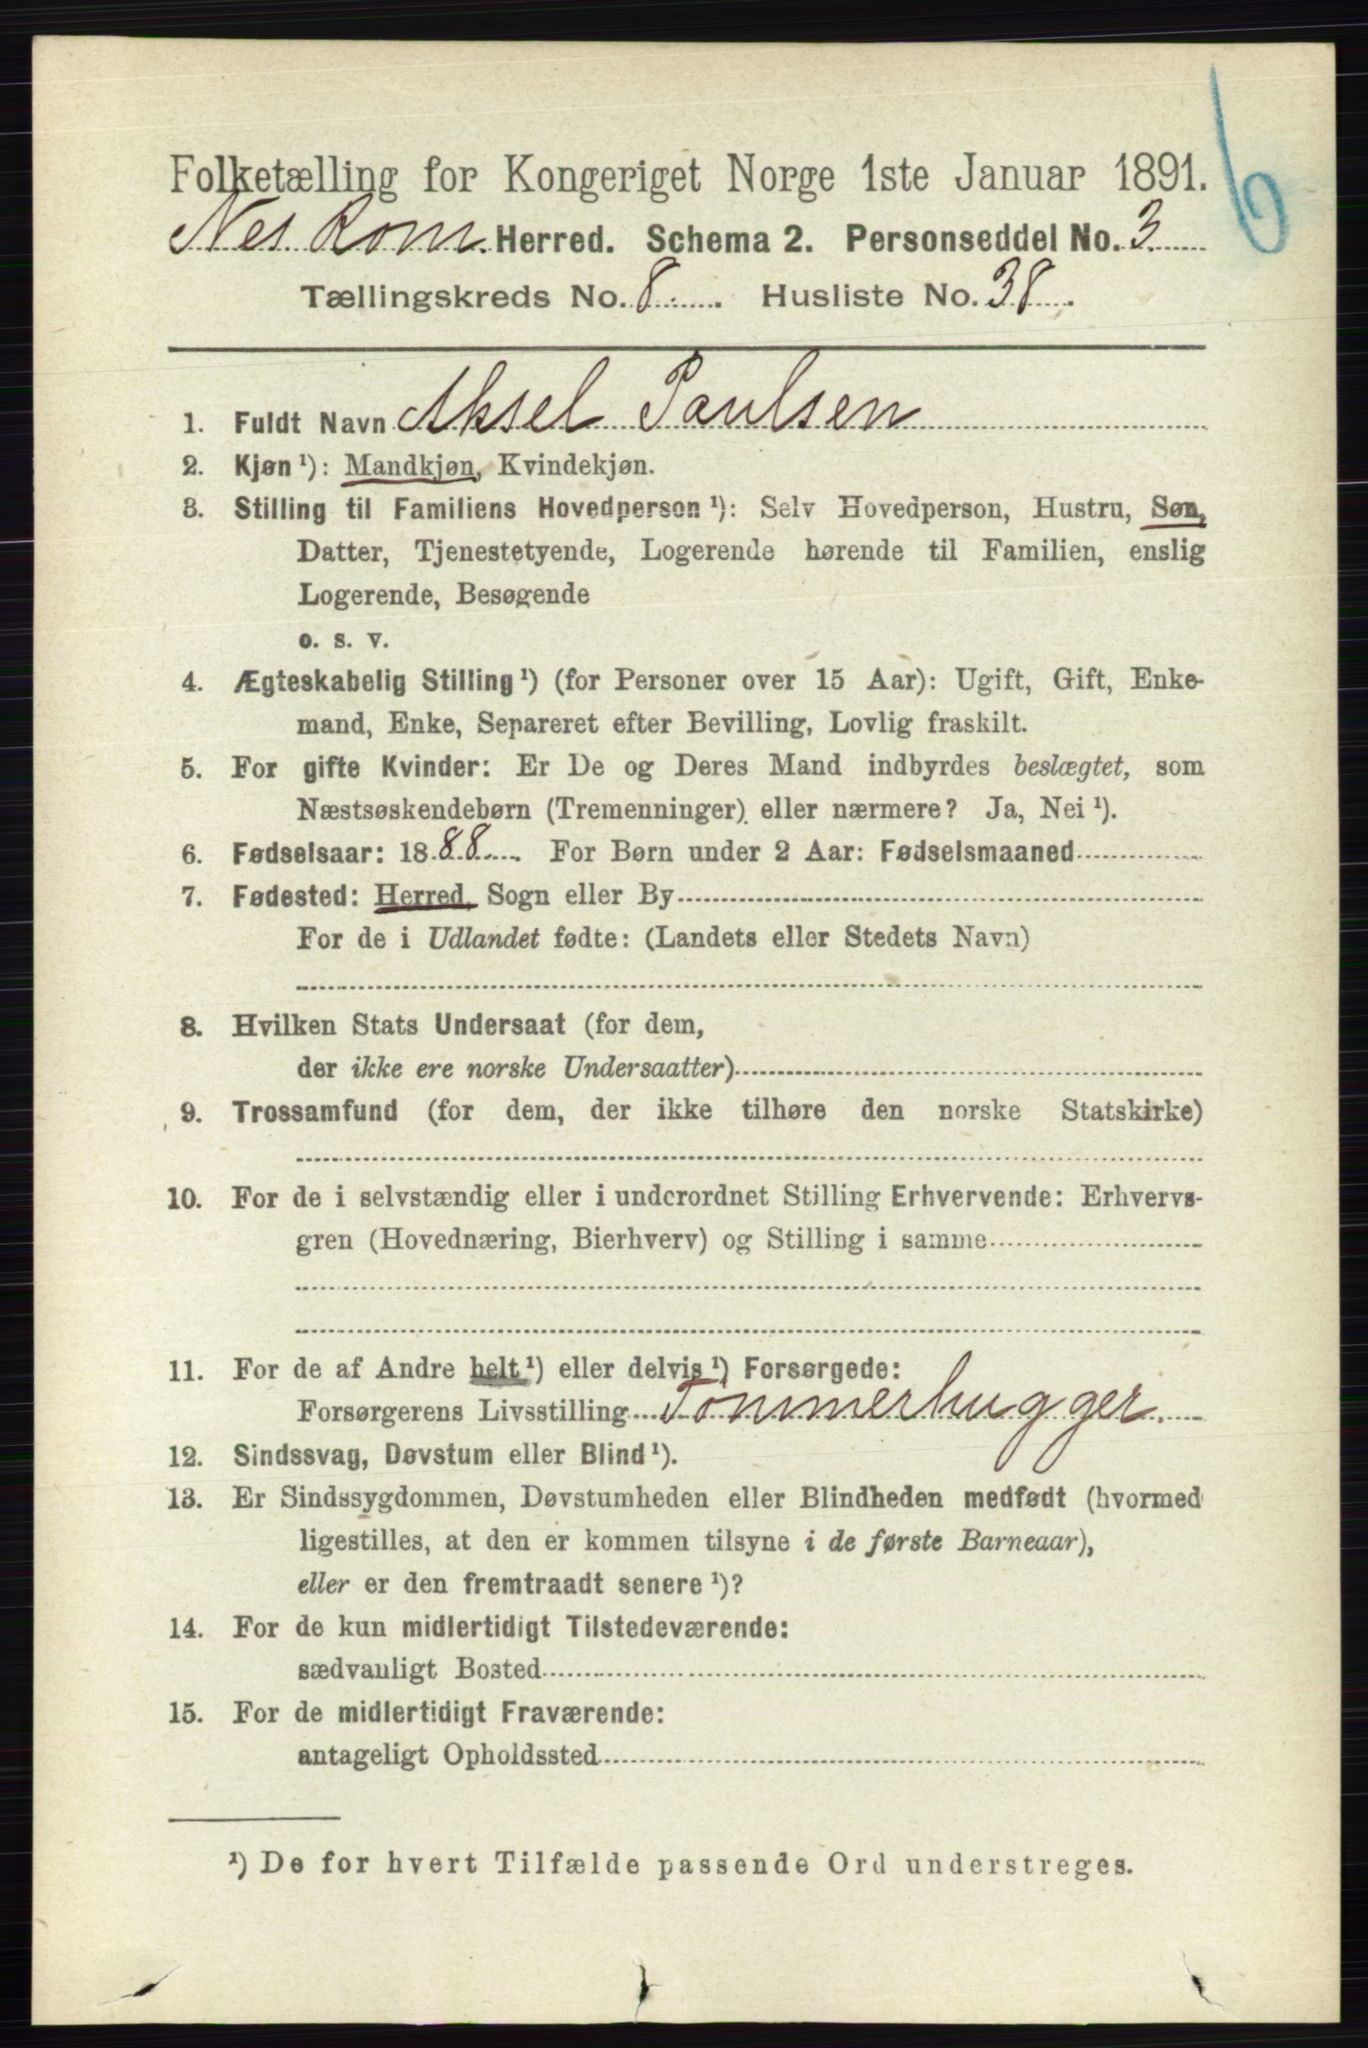 Folketælling for Kongeriget Norge 1ste Januar 1891.
6
Nes Rom. Herred. Schema 2. Personseddel No. 3
Tællingskreds No. 8. Husliste No. 38.
1. Fuldt Navn Aksel Paulsen
2. Kjøn ¹): Mandkjøn, Kvindekjøn.
3. Stilling til Familiens Hovedperson ¹): Selv Hovedperson, Hustru, Søn,
Datter, Tjenestetyende, Logerende hørende til Familien, enslig
Logerende, Besøgende
o. s. v.
4. Ægteskabelig Stilling ¹) (for Personer over 15 Aar): Ugift, Gift, Enke-
mand, Enke, Separeret efter Bevilling, Lovlig fraskilt.
5. For gifte Kvinder: Er De og Deres Mand indbyrdes beslægtet, som
Næstsøskendebørn (Tremenninger) eller nærmere? Ja, Nei ¹).
6. Fødselsaar: 1888. For Børn under 2 Aar: Fødselsmaaned
7. Fødested: Herred, Sogn eller By
For de i Udlandet fødte: (Landets eller Stedets Navn)
8. Hvilken Stats Undersaat (for dem,
der ikke ere norske Undersaatter)
9. Trossamfund (for dem, der ikke tilhøre den norske Statskirke)
10. For de i selvstændig eller i underordnet Stilling Erhvervende: Erhvervs-
gren (Hovednæring, Bierhverv) og Stilling i samme
11. For de af Andre helt ¹) eller delvis ¹) Forsørgede:
Forsørgerens Livsstilling Tømmerhugger.
12. Sindssvag, Døvstum eller Blind ¹).
13. Er Sindssygdommen, Døvstumheden eller Blindheden medfødt (hvormed
ligestilles, at den er kommen tilsyne i de første Barneaar),
eller er den fremtraadt senere ¹)?
14. For de kun midlertidigt Tilstedeværende:
sædvanligt Bosted
15. For de midlertidigt Fraværende:
antageligt Opholdssted
¹) De for hvert Tilfælde passende Ord understreges.